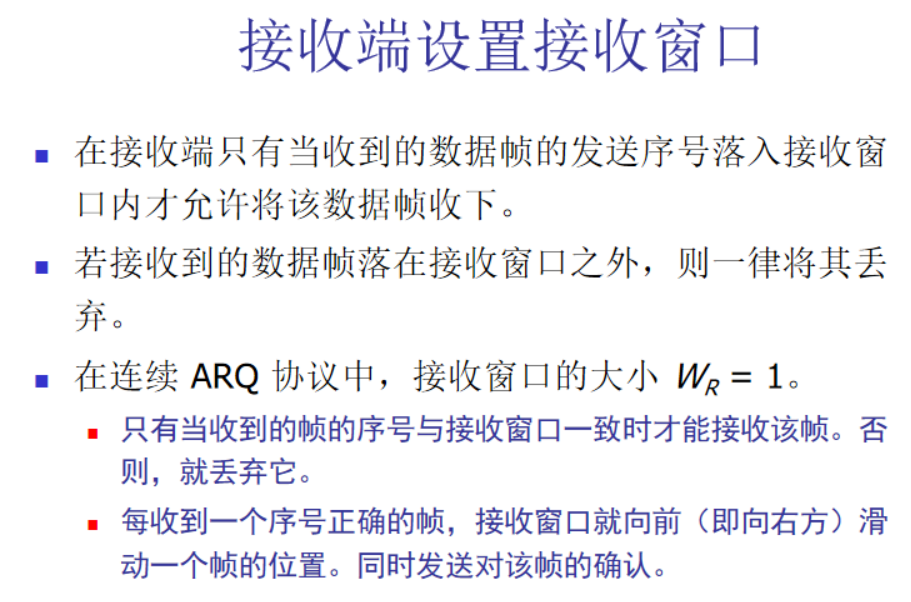 接收端设置接收窗口
在接收端只有当收到的数据帧的发送序号落入接收窗
口内才允许将该数据帧收下。
若接收到的数据帧落在接收窗口之外，则一律将其丢
弃。
在连续 ARQ 协议中，接收窗口的大小 WR = 1。
只有当收到的帧的序号与接收窗口一致时才能接收该帧。否
则，就丢弃它。
每收到一个序号正确的帧，接收窗口就向前（即向右方）滑
动一个帧的位置。同时发送对该帧的确认。